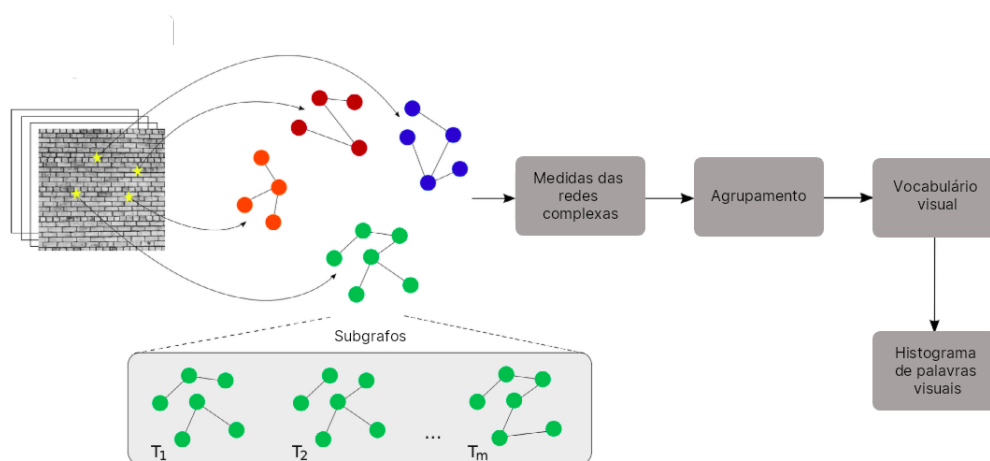 Medidas das
redes
complexas
Agrupamento
Vocabulário
visual
Subgrafos
Histograma
de palavras
visuais
T1
T2
...
Tm